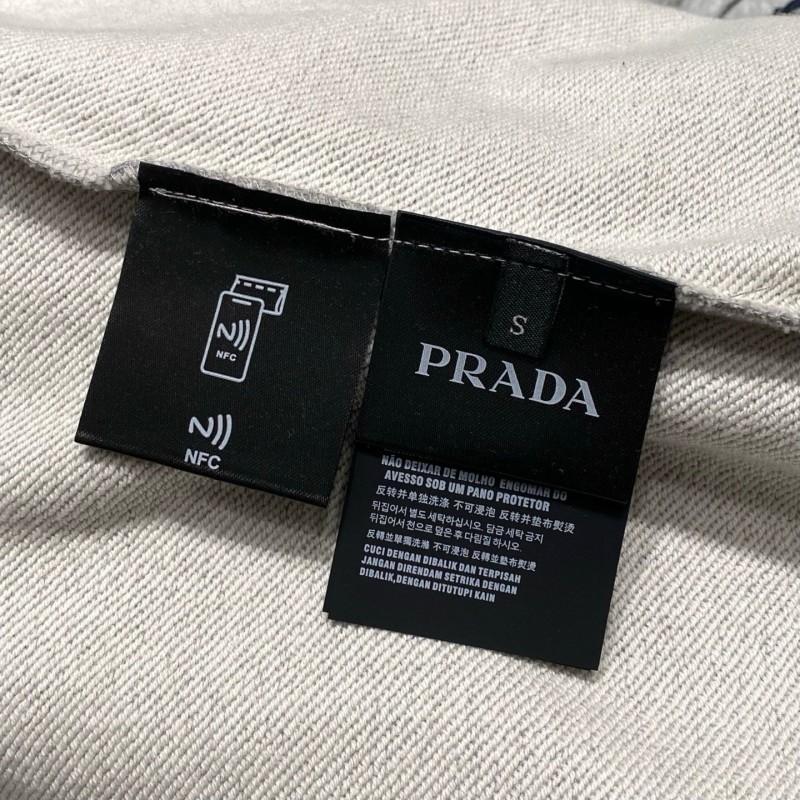 NFC
NFC
S
PRADA
NÃO DEIXAR DE MOLHO ENGOMAR DO
AVESSO SOB UM PANO PROTETOR
反转并单独洗涤 不可浸泡 反转并垫布熨烫
뒤집어서 별도 세탁하십시오. 담금 세탁 금지
뒤집어서 천으로 덮은 후 다림질 하시오.
反轉並單獨洗滌 不可浸泡 反轉並墊布熨燙
CUCI DENGAN DIBALIK DAN TERPISAH
JANGAN DIRENDAM SETRIKA DENGAN
DIBALIK,DENGAN DITUTUPI KAIN